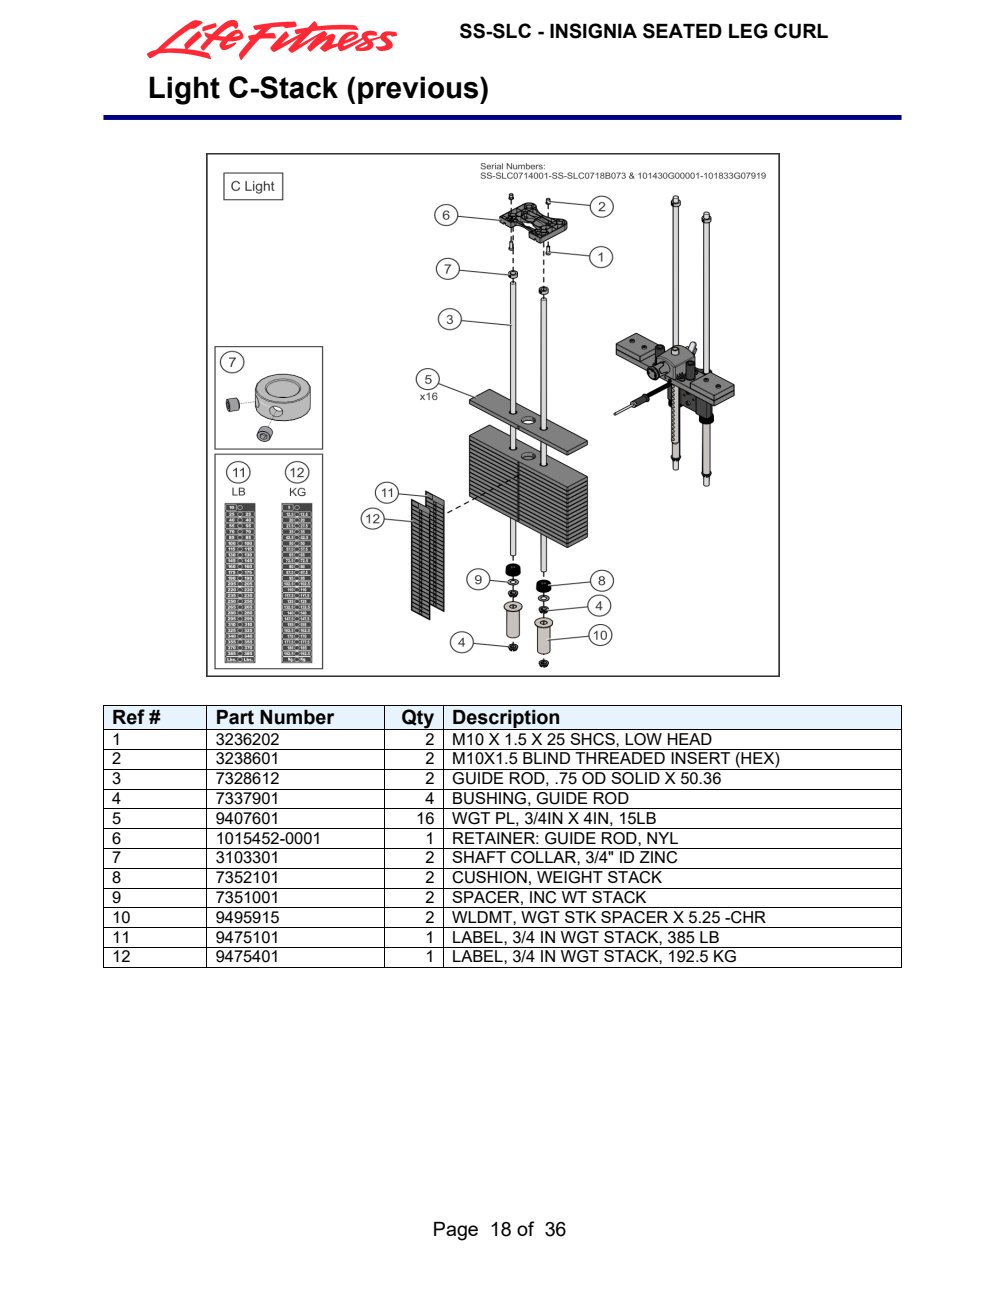 Life Fitness
SS-SLC - INSIGNIA SEATED LEG CURL
Light C-Stack (previous)
Serial Numbers:
SS-SLC0714001-SS-SLC0718B073 & 101430G00001-101833G07919
C Light
6
2
1
7
3
7
5
x16
11
12
LB
KG
11
12
9
8
4
4
10
Ref # Part Number Qty Description
1 3236202 2 M10 X 1.5 X 25 SHCS, LOW HEAD
2 3238601 2 M10X1.5 BLIND THREADED INSERT (HEX)
3 7328612 2 GUIDE ROD, .75 OD SOLID X 50.36
4 7337901 4 BUSHING, GUIDE ROD
5 9407601 16 WGT PL, 3/4IN X 4IN, 15LB
6 1015452-0001 1 RETAINER: GUIDE ROD, NYL
7 3103301 2 SHAFT COLLAR, 3/4" ID ZINC
8 7352101 2 CUSHION, WEIGHT STACK
9 7351001 2 SPACER, INC WT STACK
10 9495915 2 WLDMT, WGT STK SPACER X 5.25 -CHR
11 9475101 1 LABEL, 3/4 IN WGT STACK, 385 LB
12 9475401 1 LABEL, 3/4 IN WGT STACK, 192.5 KG
Page 18 of 36